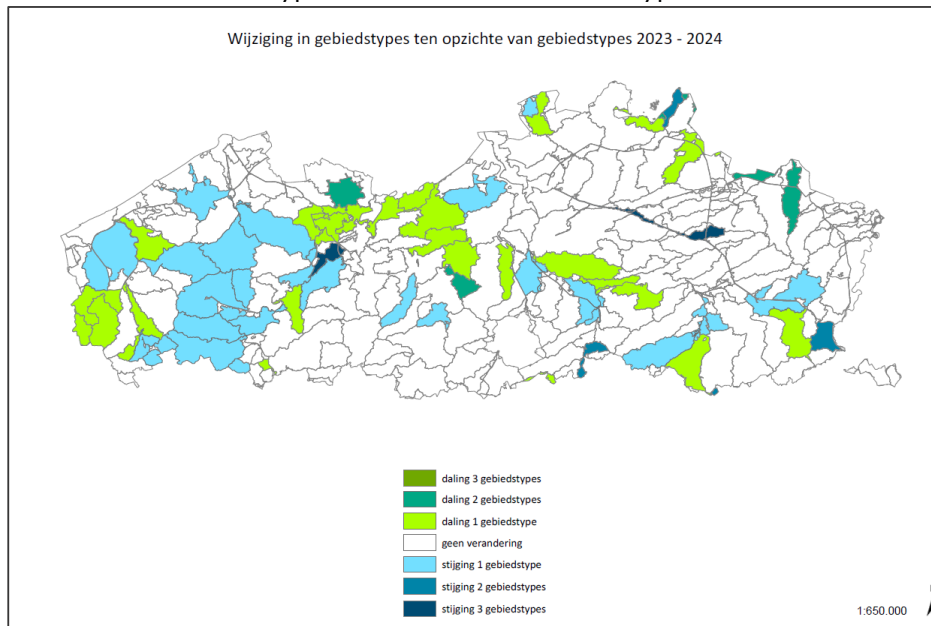 Wijziging in gebiedstypes ten opzichte van gebiedstypes 2023 - 2024
daling 3 gebiedstypes
daling 2 gebiedstypes
daling 1 gebiedstype
geen verandering
stijging 1 gebiedstype
stijging 2 gebiedstypes
stijging 3 gebiedstypes
1:650.000